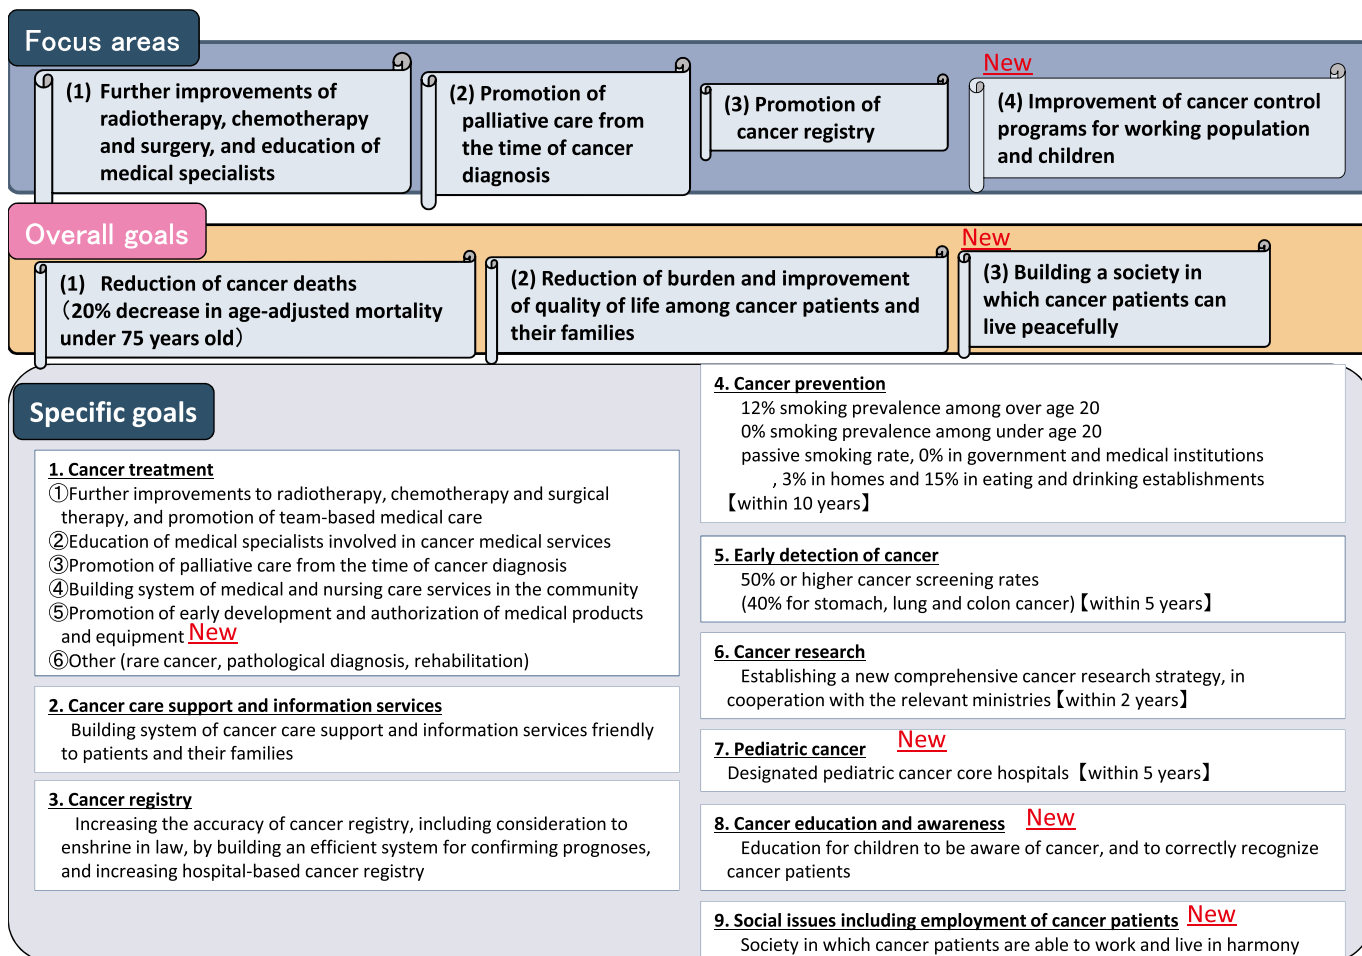 Focus areas
(1) Further improvements of
radiotherapy, chemotherapy
and surgery, and education of
medical specialists
(2) Promotion of
palliative care from
the time of cancer
diagnosis
(3) Promotion of
cancer registry
New
(4) Improvement of cancer control
programs for working population
and children
Overall goals
(1) Reduction of cancer deaths
（20% decrease in age-adjusted mortality
under 75 years old）
(2) Reduction of burden and improvement
of quality of life among cancer patients and
their families
New
(3) Building a society in
which cancer patients can
live peacefully
Specific goals
1. Cancer treatment
①Further improvements to radiotherapy, chemotherapy and surgical
therapy, and promotion of team-based medical care
②Education of medical specialists involved in cancer medical services
③Promotion of palliative care from the time of cancer diagnosis
④Building system of medical and nursing care services in the community
⑤Promotion of early development and authorization of medical products
and equipment New
⑥Other (rare cancer, pathological diagnosis, rehabilitation)
2. Cancer care support and information services
Building system of cancer care support and information services friendly
to patients and their families
3. Cancer registry
Increasing the accuracy of cancer registry, including consideration to
enshrine in law, by building an efficient system for confirming prognoses,
and increasing hospital-based cancer registry
4. Cancer prevention
12% smoking prevalence among over age 20
0% smoking prevalence among under age 20
passive smoking rate, 0% in government and medical institutions
, 3% in homes and 15% in eating and drinking establishments
【within 10 years】
5. Early detection of cancer
50% or higher cancer screening rates
(40% for stomach, lung and colon cancer)【within 5 years】
6. Cancer research
Establishing a new comprehensive cancer research strategy, in
cooperation with the relevant ministries【within 2 years】
7. Pediatric cancer New
Designated pediatric cancer core hospitals【within 5 years】
8. Cancer education and awareness New
Education for children to be aware of cancer, and to correctly recognize
cancer patients
9. Social issues including employment of cancer patients New
Society in which cancer patients are able to work and live in harmony